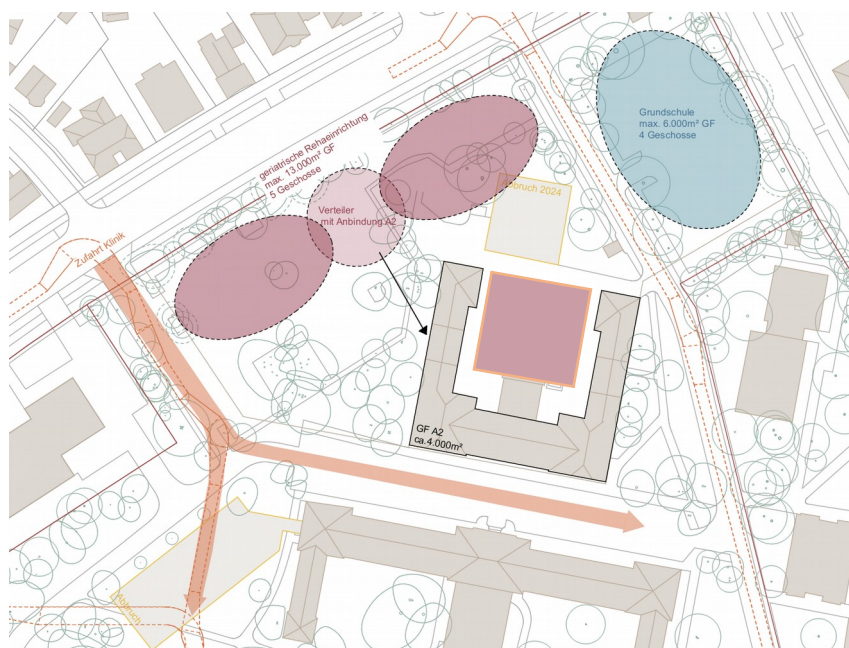 geriatrische Rehaeinrichtung
max. 13.000m² GF
5 Geschosse
Grundschule
max. 6.000m² GF
4 Geschosse
Verteiler
mit Anbindung A2
Abbruch 2024
Zufahrt Klinik
GF A2
ca.4.000m²
Abbruch